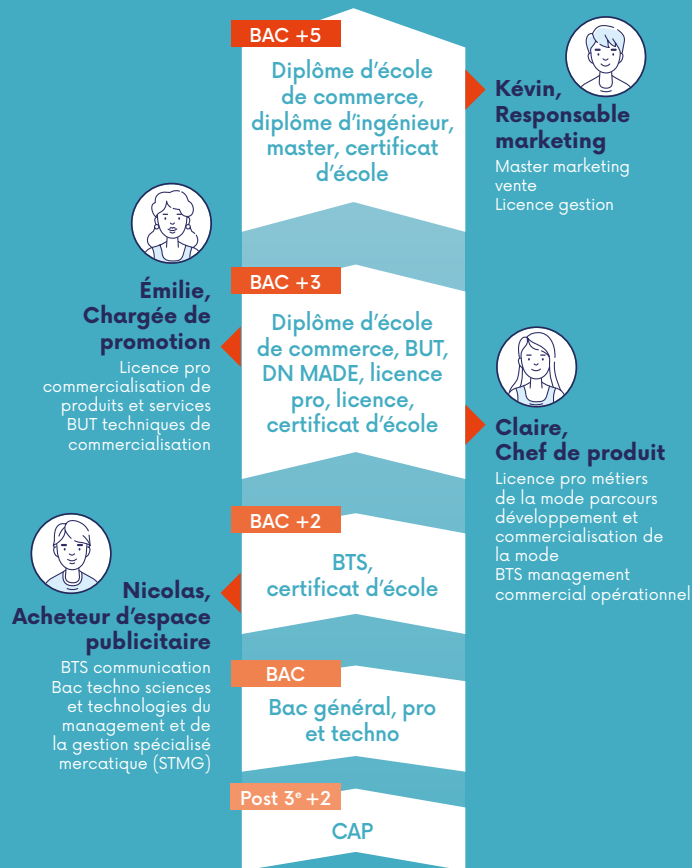 BAC +5
Diplôme d'école
de commerce,
diplôme d'ingénieur,
master, certificat
d'école
Kévin,
Responsable
marketing
Master marketing
vente
Licence gestion
BAC +3
Diplôme d'école
de commerce, BUT,
DN MADE, licence
pro, licence,
certificat d'école
Émilie,
Chargée de
promotion
Licence pro
commercialisation de
produits et services
BUT techniques de
commercialisation
Claire,
Chef de produit
Licence pro métiers
de la mode parcours
développement et
commercialisation de
la mode
BTS management
commercial opérationnel
BAC +2
BTS,
certificat d'école
Nicolas,
Acheteur d'espace
publicitaire
BTS communication
Bac techno sciences
et technologies du
management et de
la gestion spécialisé
mercatique (STMG)
BAC
Bac général, pro
et techno
Post 3ᵉ +2
CAP